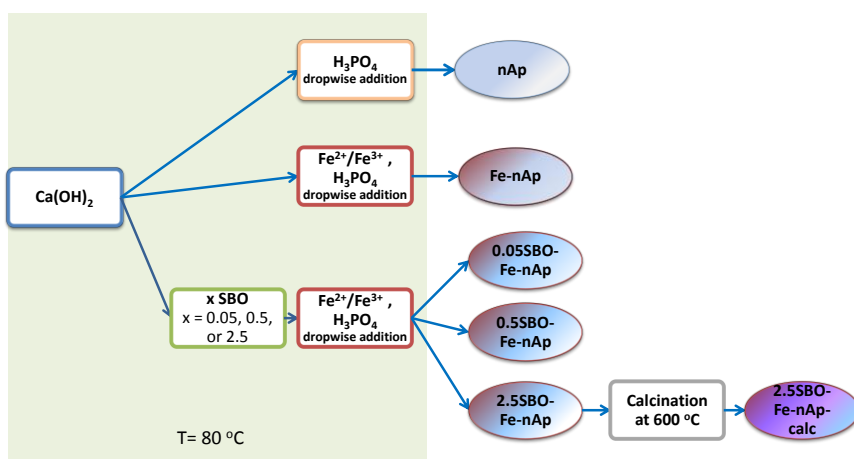 H₃PO₄
dropwise addition
nAp
Fe²⁺/Fe³⁺ ,
H₃PO₄
dropwise addition
Fe-nAp
Ca(OH)₂
x SBO
x = 0.05, 0.5,
or 2.5
Fe²⁺/Fe³⁺ ,
H₃PO₄
dropwise addition
0.05SBO-
Fe-nAp
0.5SBO-
Fe-nAp
2.5SBO-
Fe-nAp
Calcination
at 600 °C
2.5SBO-
Fe-nAp-
calc
T= 80 °C